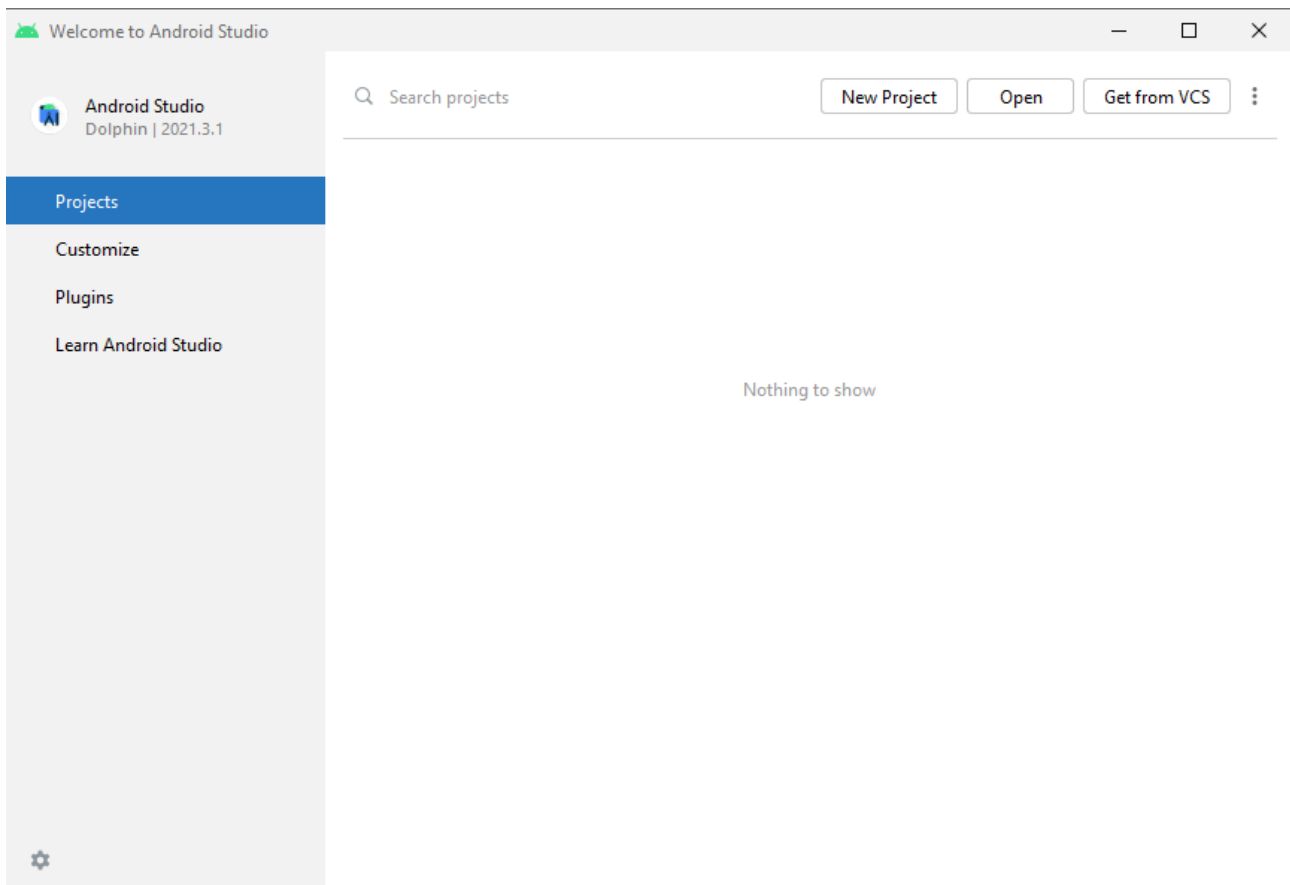 Welcome to Android Studio
Android Studio
Dolphin | 2021.3.1
Projects
Customize
Plugins
Learn Android Studio
Search projects
New Project
Open
Get from VCS
Nothing to show